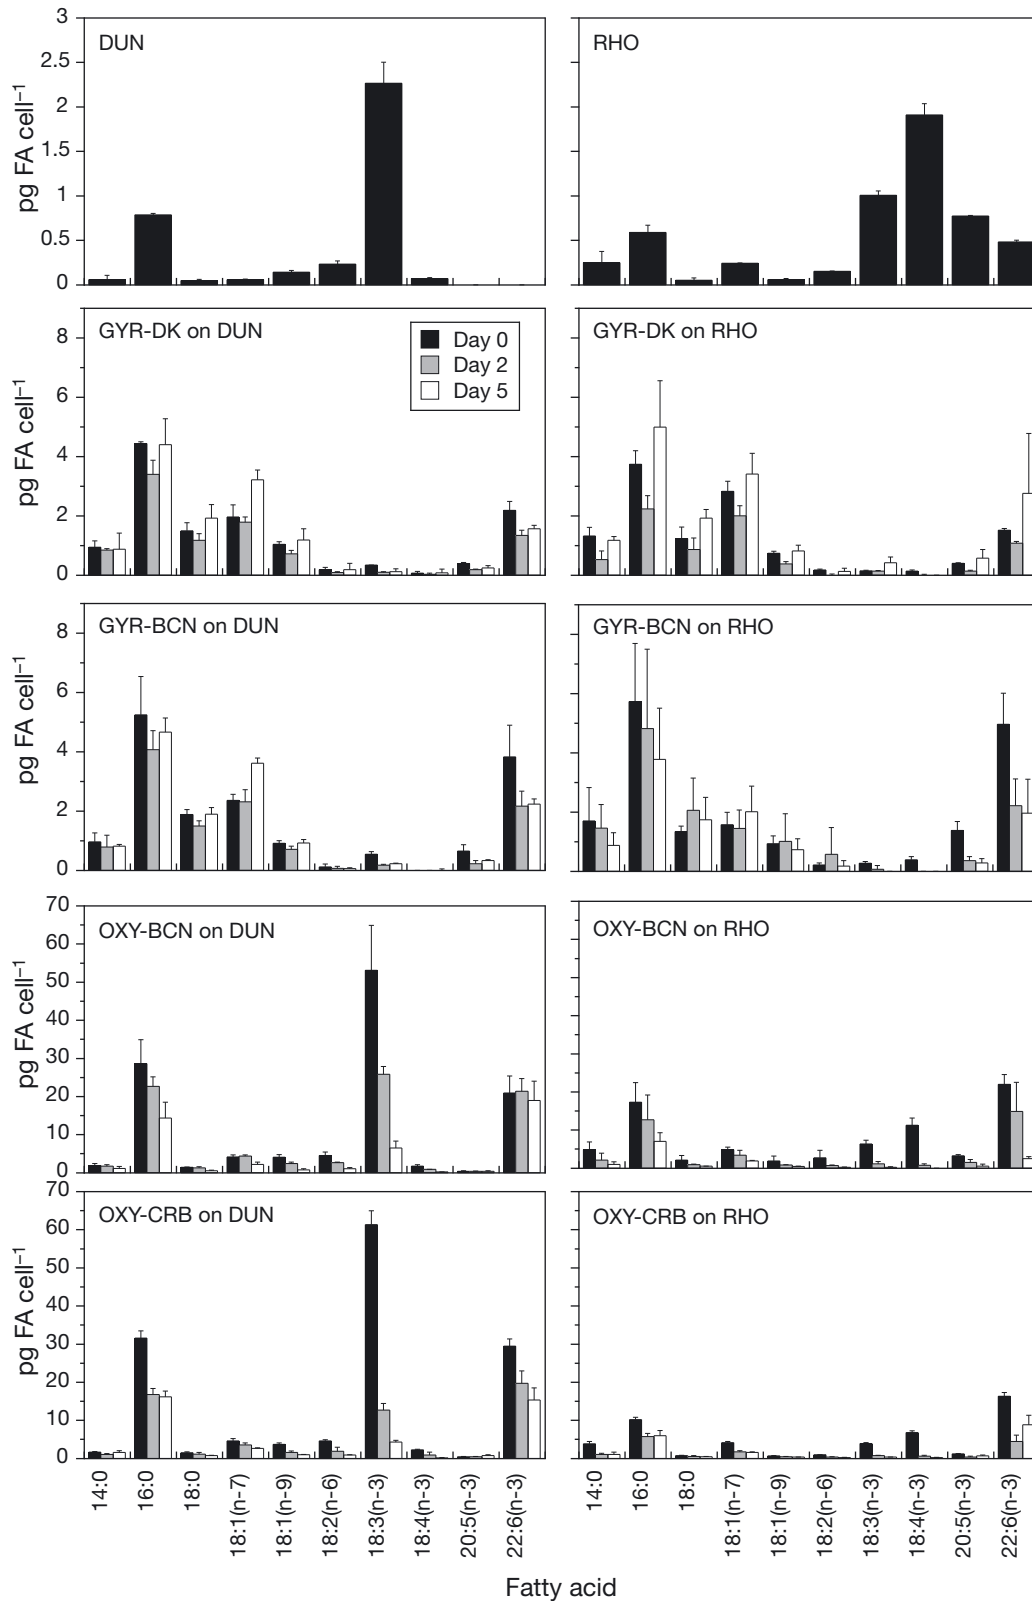 DUN
RHO
3
2.5
2
1.5
1
0.5
0
pg FA cell⁻¹
GYR-DK on DUN
GYR-DK on RHO
Day 0
Day 2
Day 5
8
6
4
2
0
pg FA cell⁻¹
GYR-BCN on DUN
GYR-BCN on RHO
8
6
4
2
0
pg FA cell⁻¹
OXY-BCN on DUN
OXY-BCN on RHO
70
60
50
40
30
20
10
0
pg FA cell⁻¹
OXY-CRB on DUN
OXY-CRB on RHO
70
60
50
40
30
20
10
0
pg FA cell⁻¹
14:0
16:0
18:0
18:1(n-7)
18:1(n-9)
18:2(n-6)
18:3(n-3)
18:4(n-3)
20:5(n-3)
22:6(n-3)
14:0
16:0
18:0
18:1(n-7)
18:1(n-9)
18:2(n-6)
18:3(n-3)
18:4(n-3)
20:5(n-3)
22:6(n-3)
Fatty acid